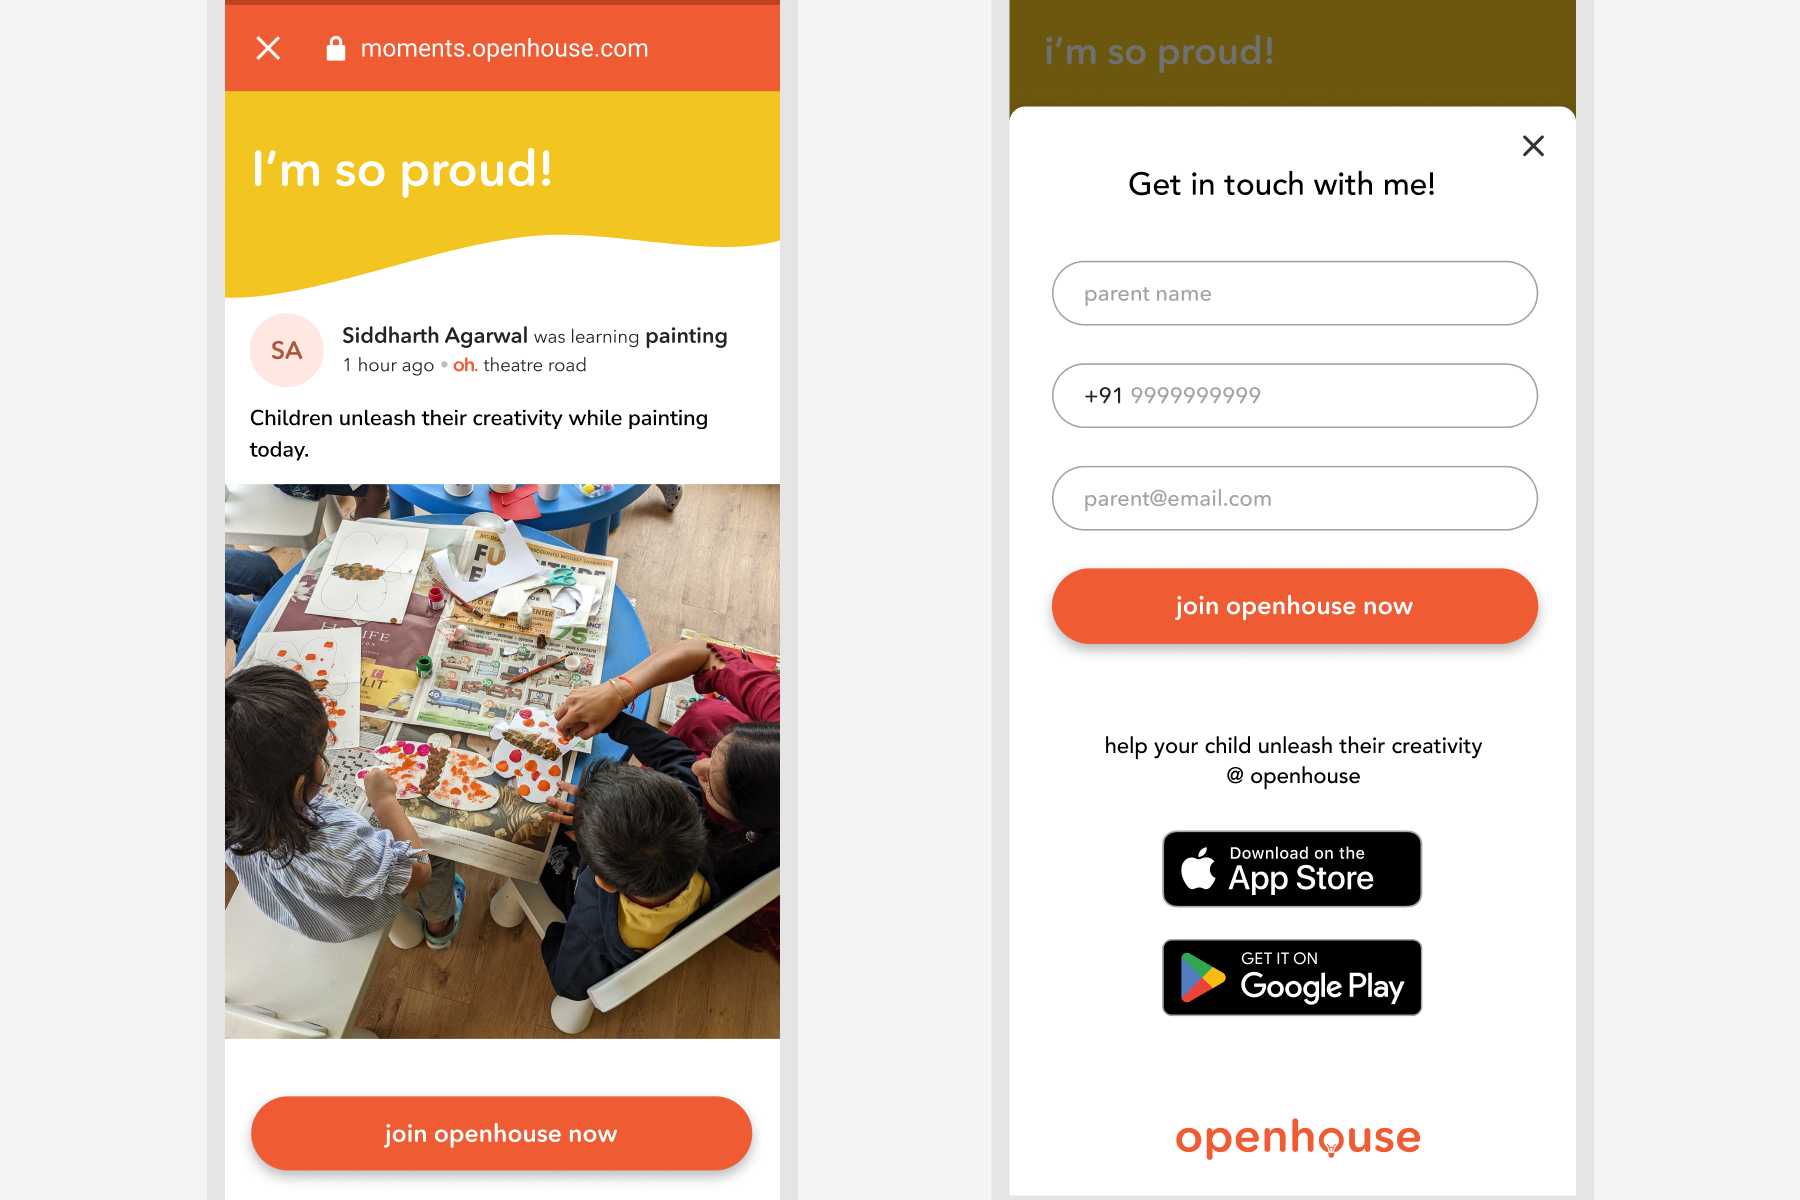 moments.openhouse.com
I'm so proud!
SA
Siddharth Agarwal was learning painting
1 hour ago • oh. theatre road
Children unleash their creativity while painting
today.
FU
75%
join openhouse now
i'm so proud!
Get in touch with me!
parent name
+91 9999999999
parent@email.com
join openhouse now
help your child unleash their creativity
@ openhouse
Download on the
App Store
GET IT ON
Google Play
openhouse